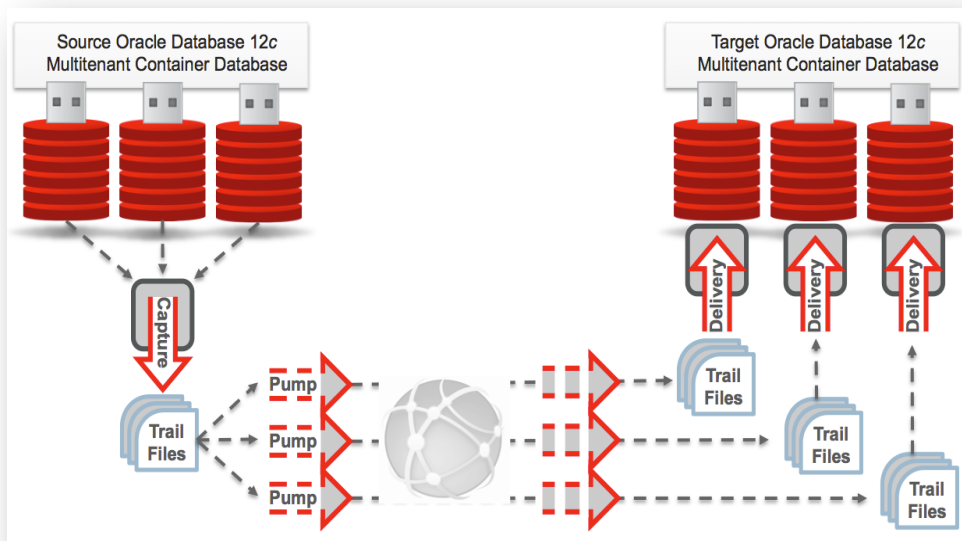 Source Oracle Database 12c
Multitenant Container Database
Target Oracle Database 12c
Multitenant Container Database
Capture
Delivery
Delivery
Delivery
Trail
Files
Pump
Pump
Pump
Trail
Files
Trail
Files
Trail
Files